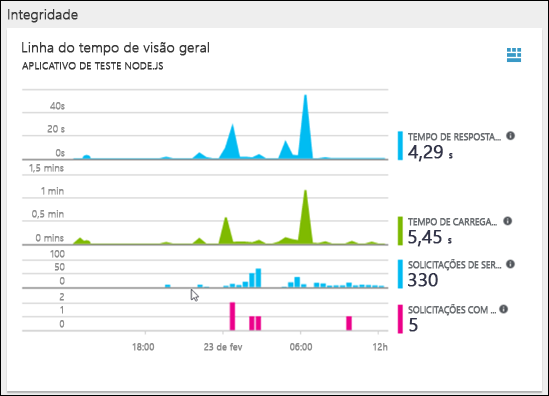 Integridade
Linha do tempo de visão geral
APLICATIVO DE TESTE NODE.JS
40s
20 s
0s
TEMPO DE RESPOSTA...
4,29 s
1,5 mins
1 min
0,5 min
0 mins
TEMPO DE CARREGA...
5,45 s
100
50
0
SOLICITAÇÕES DE SER...
330
2
1
0
SOLICITAÇÕES COM ...
5
18:00
23 de fev
06:00
12h